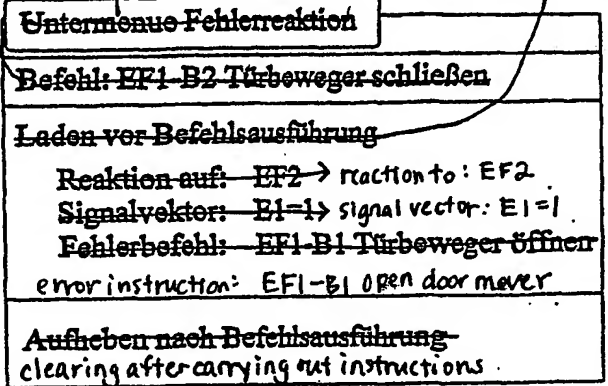 Untermenue Fehlerreaktion
Befehl: EF1-B2 Türbeweger schließen
Laden vor Befehlsausführung
Reaktion auf: EF2 → reaction to: EF2
Signalvektor: E1=1 → signal vector: E1=1
Fehlerbefehl: EF1-B1 Türbeweger öffnen
error instruction: EF1-B1 open door mover
Aufheben nach Befehlsausführung
clearing after carrying out instructions.